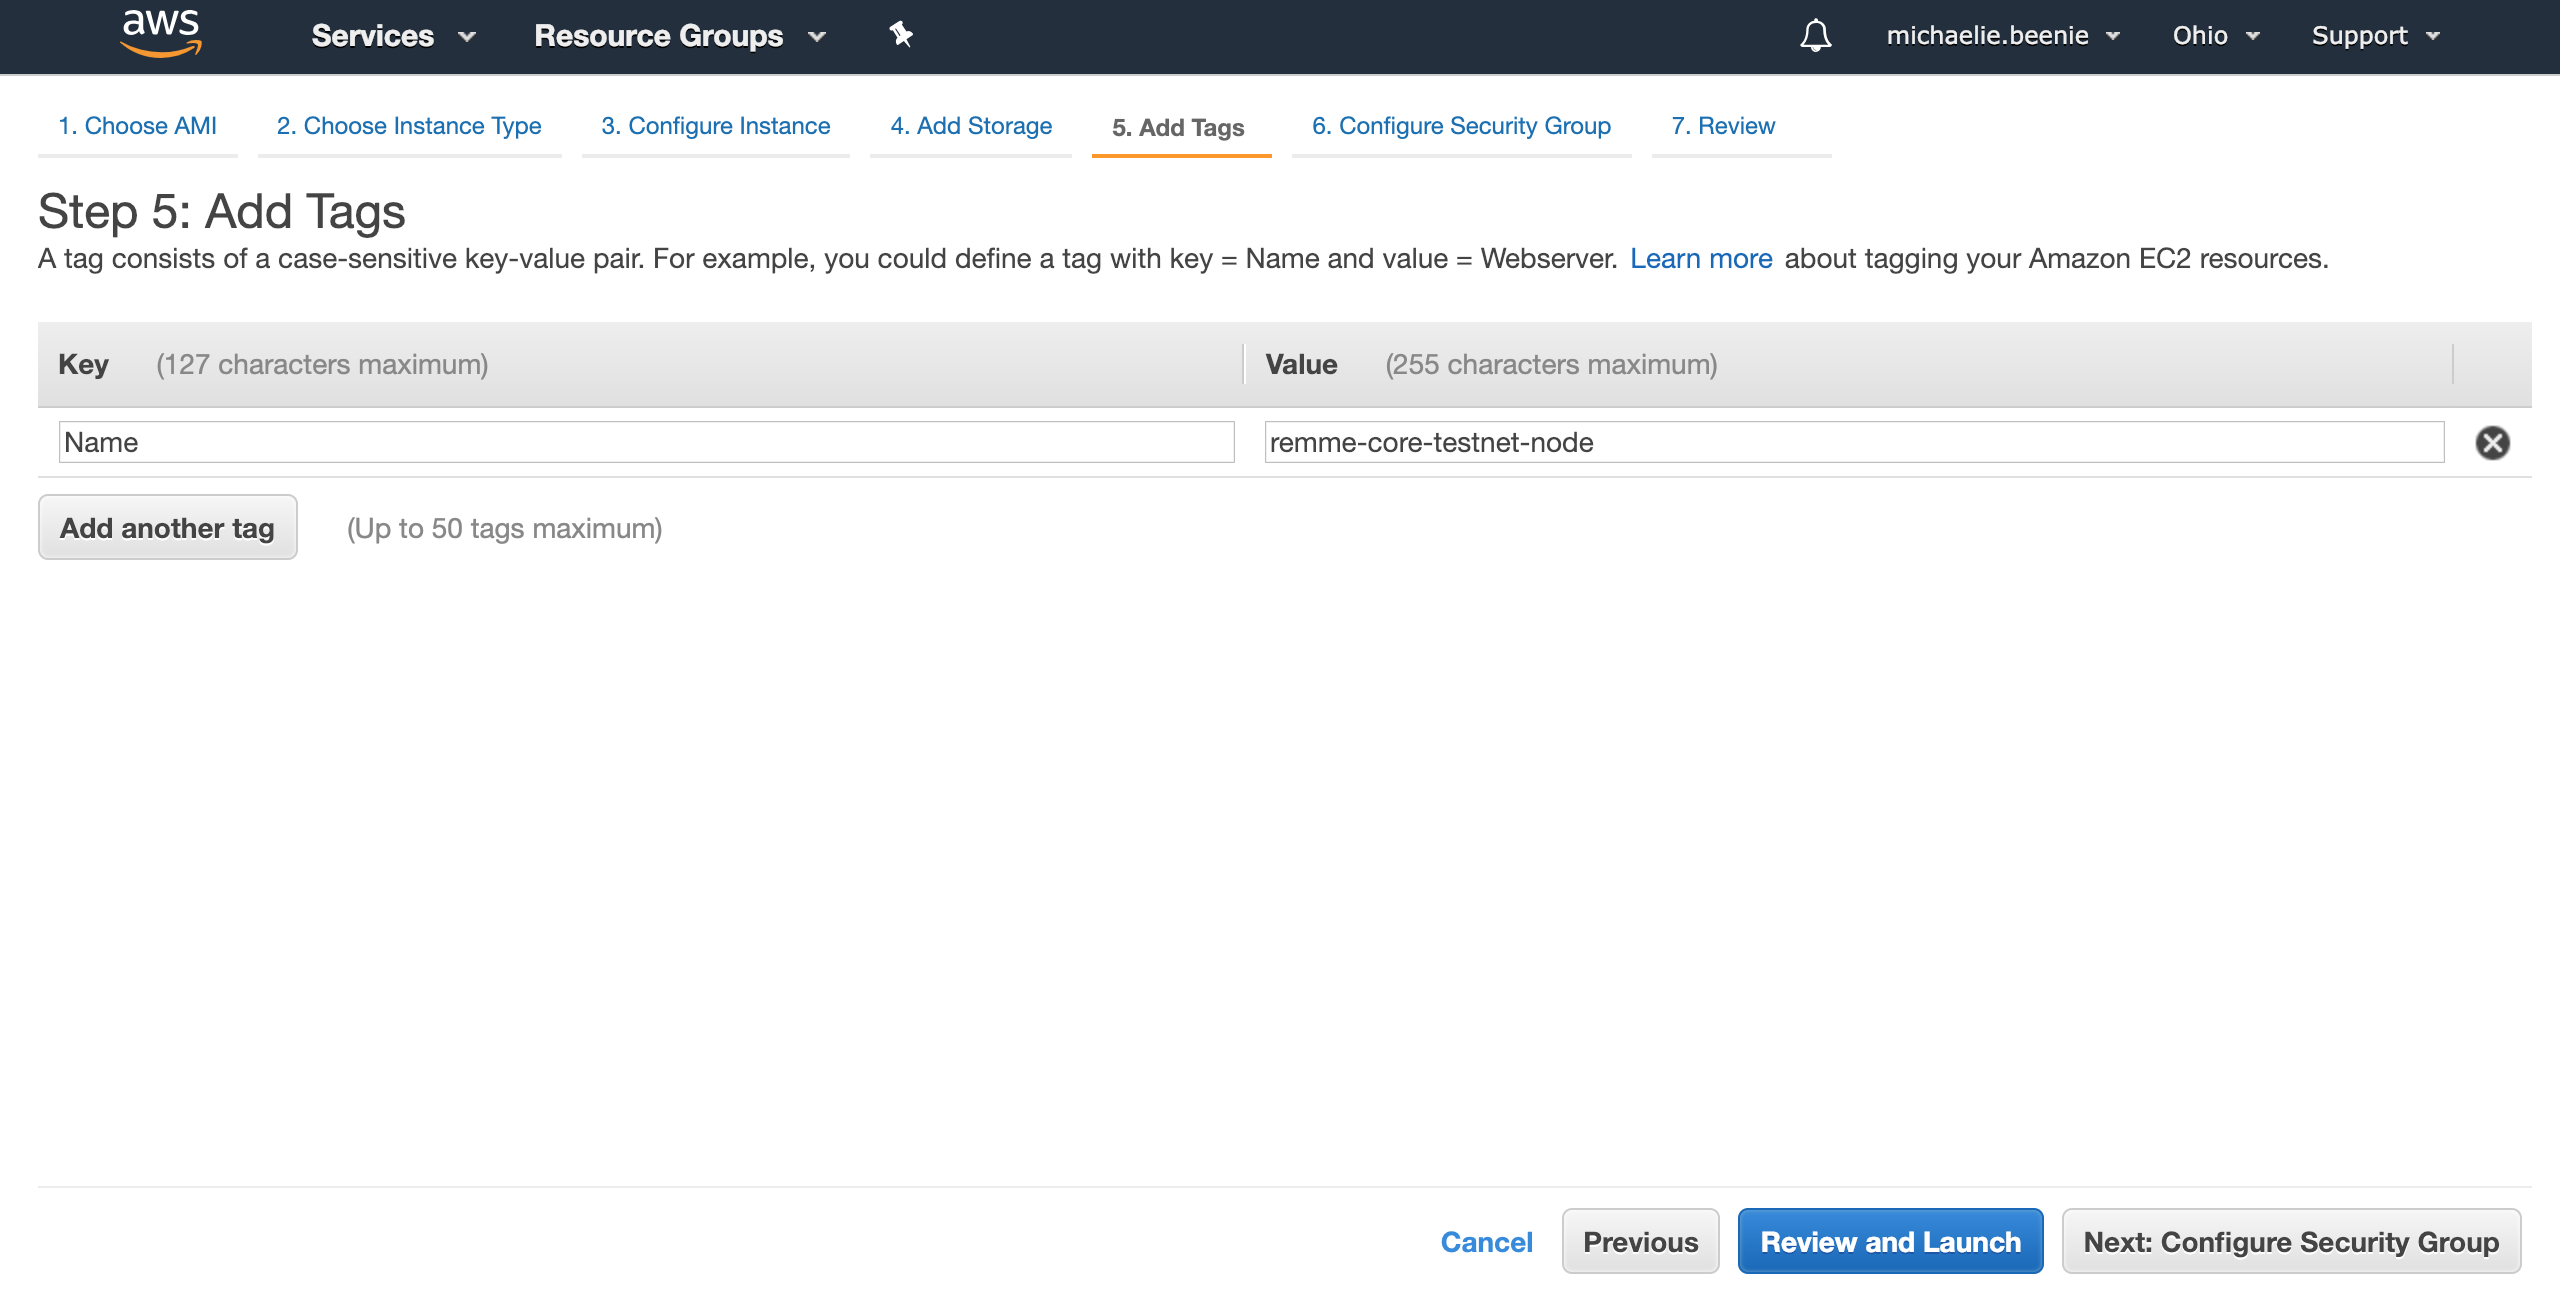 aws Services Resource Groups michaelie.beenie Ohio Support
1. Choose AMI 2. Choose Instance Type 3. Configure Instance 4. Add Storage 5. Add Tags 6. Configure Security Group 7. Review
Step 5: Add Tags
A tag consists of a case-sensitive key-value pair. For example, you could define a tag with key = Name and value = Webserver. Learn more about tagging your Amazon EC2 resources.
Key (127 characters maximum) Value (255 characters maximum)
Name remme-core-testnet-node
Add another tag (Up to 50 tags maximum)
Cancel Previous Review and Launch Next: Configure Security Group